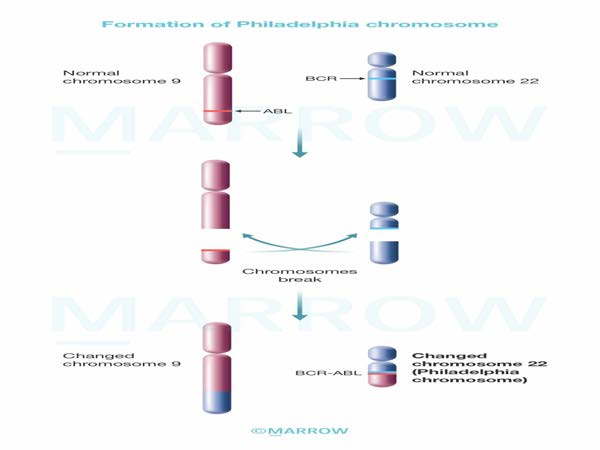 Formation of Philadelphia chromosome
Normal
chromosome 9
BCR
Normal
chromosome 22
ABL
MARROW
Chromosomes
break
MARROW
Changed
chromosome 9
BCR-ABL
Changed
chromosome 22
(Philadelphia
chromosome)
©MARROW